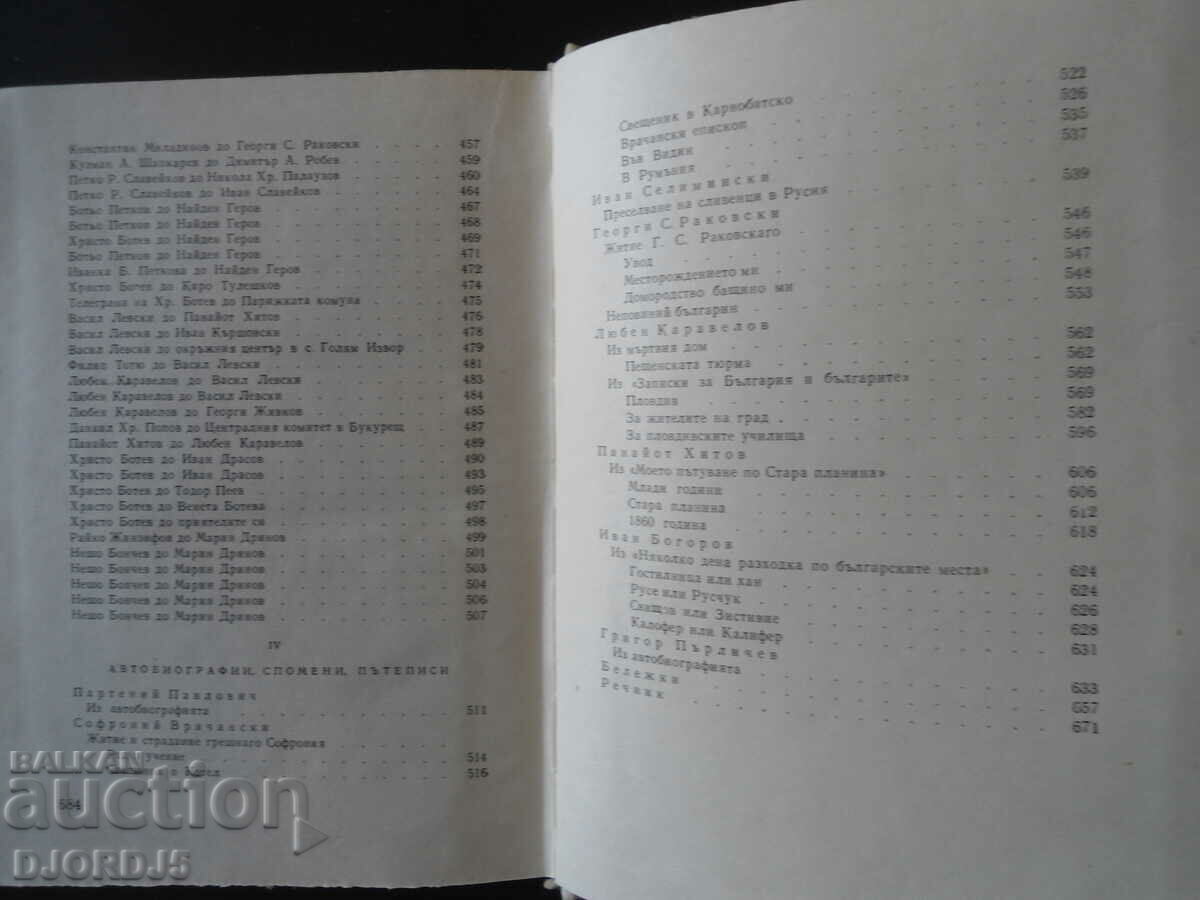 Константин Миладинов до Георги С. Раковски 457
Кузман А. Шапкарев до Димитър А. Робев 459
Петко Р. Славейков до Никола Хр. Палаузов 460
Петко Р. Славейков до Иван Славейков 464
Ботьо Петков до Найден Геров 467
Ботьо Петков до Найден Геров 468
Христо Ботев до Найден Геров 469
Ботьо Петков до Найден Геров 471
Иванка Б. Петкова до Найден Геров 472
Христо Ботев до Киро Тулешков 474
Телеграма на Хр. Ботев до Парижката комуна 475
Васил Левски до Панайот Хитов 476
Васил Левски до Иван Кършовски 478
Васил Левски до окръжния център в с. Голям Извор 479
Филип Тотю до Васил Левски 481
Любен Каравелов до Васил Левски 483
Любен Каравелов до Васил Левски 484
Любен Каравелов до Георги Живков 485
Данаил Хр. Попов до Централния комитет в Букурещ 487
Панайот Хитов до Любен Каравелов 489
Христо Ботев до Иван Драсов 490
Христо Ботев до Иван Драсов 493
Христо Ботев до Тодор Пеев 495
Христо Ботев до Венета Ботева 497
Христо Ботев до приятелите си 498
Райко Жинзифов до Марин Дринов 499
Нешо Бончев до Марин Дринов 501
Нешо Бончев до Марин Дринов 503
Нешо Бончев до Марин Дринов 504
Нешо Бончев до Марин Дринов 506
Нешо Бончев до Марин Дринов 507
IV
АВТОБИОГРАФИИ, СПОМЕНИ, ПЪТЕПИСИ
Партений Павлович
Из автобиографията 511
Софроний Врачански
Житие и страдание грешнаго Софрония
учение 514
в Котел 516
684
Свещеник в Карнобатско 522
Врачански епископ 526
Във Видин 535
В Румъния 537
Иван Селимински
Преселване на сливенци в Русия 539
Георги С. Раковски
Житие Г. С. Раковскаго 546
Увод 546
Месторождението ми 547
Домородство бащино ми 548
Неповинний българин 553
Любен Каравелов
Из мъртвия дом 562
Пещенската тюрма 562
Из «Записки за България и българите» 569
Пловдив 569
За жителите на град 582
За пловдивските училища 596
Панайот Хитов
Из «Моето пътуване по Стара планина» 606
Млади години 606
Стара планина 612
1860 година 618
Иван Богоров
Из «Няколко дена разходка по българските места» 624
Гостилница или хан 624
Русе или Русчук 626
Свищов или Зистивие 628
Калофер или Калифер 631
Григор Пърличев
Из автобиографията 633
Бележки 657
Речник 671
BALKAN
auction
DJORDJ5